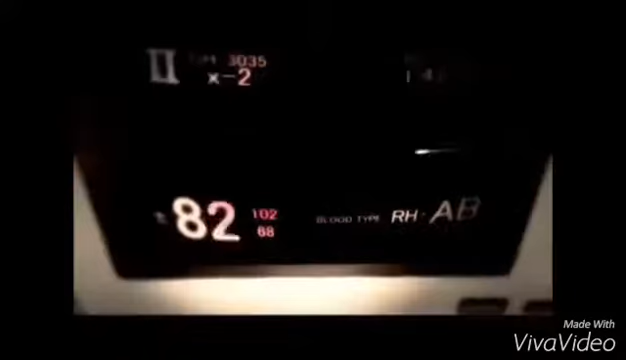 II 3035
x-2
82 102
68
BLOOD TYPE RH-AB
Made With
VivaVideo